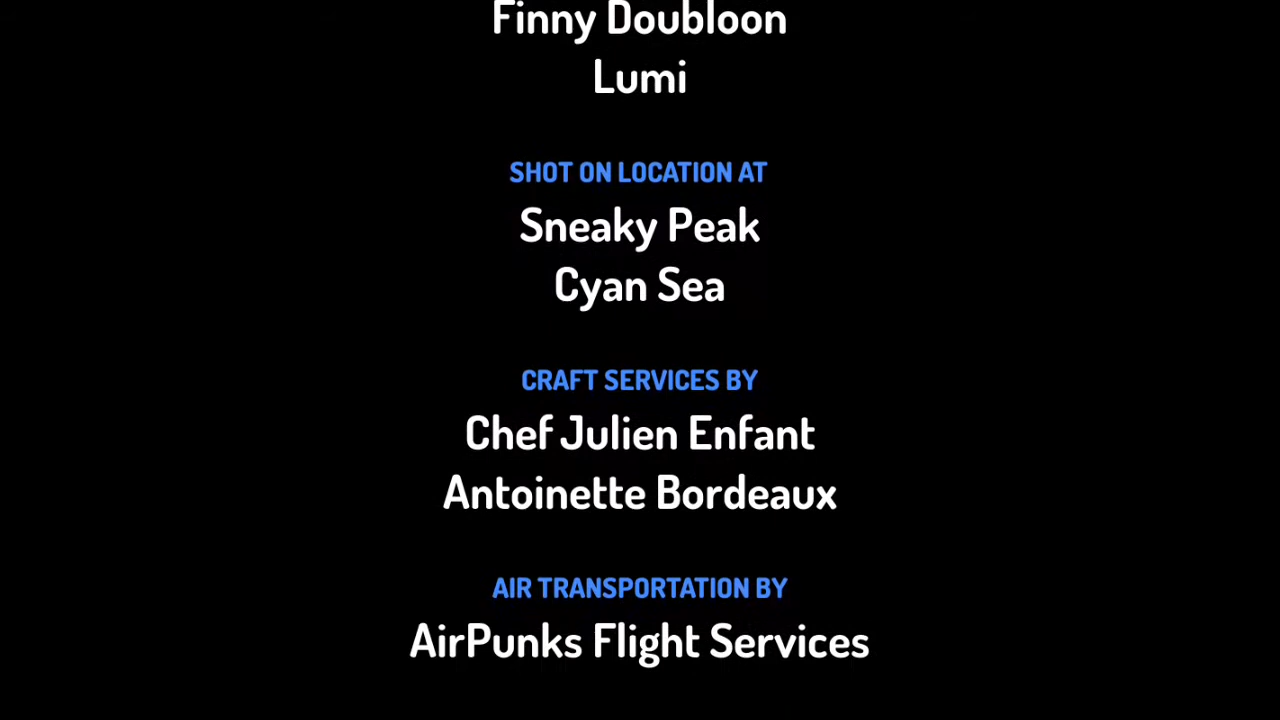 Finny Doubloon
Lumi
SHOT ON LOCATION AT
Sneaky Peak
Cyan Sea
CRAFT SERVICES BY
Chef Julien Enfant
Antoinette Bordeaux
AIR TRANSPORTATION BY
AirPunks Flight Services